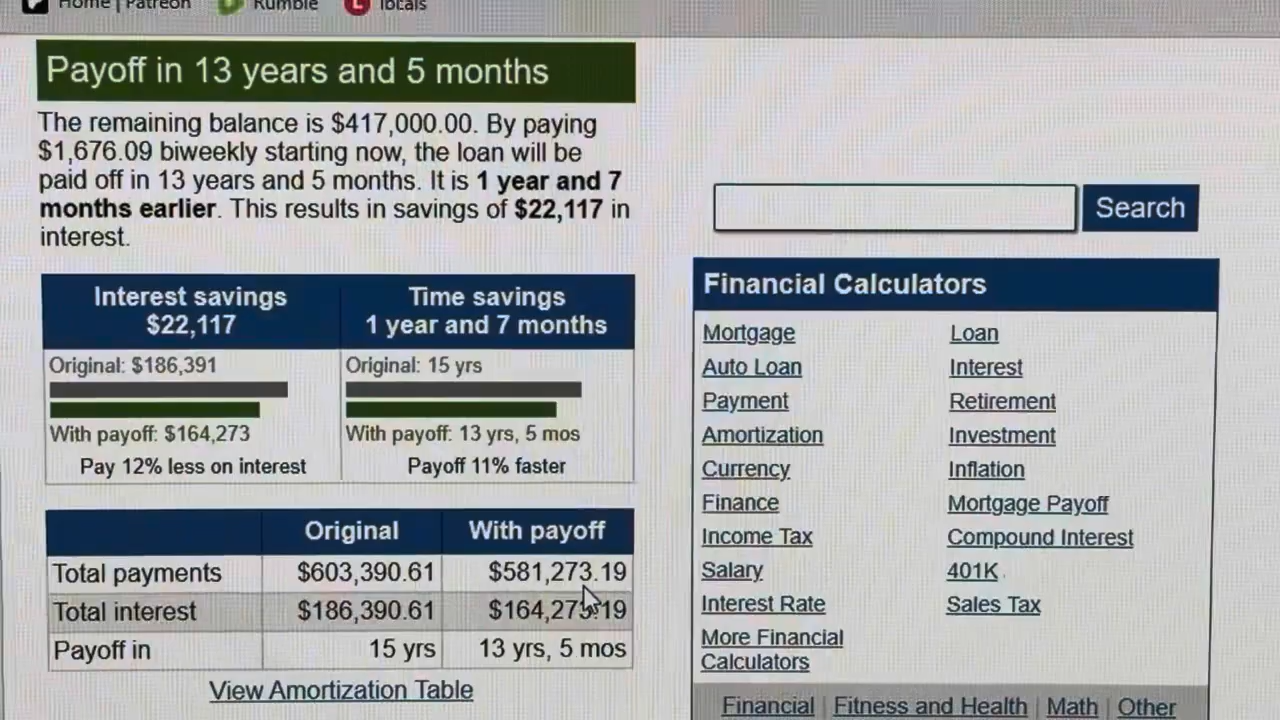 Home | Patreon
Rumble
locals
Payoff in 13 years and 5 months
The remaining balance is $417,000.00. By paying
$1,676.09 biweekly starting now, the loan will be
paid off in 13 years and 5 months. It is 1 year and 7
months earlier. This results in savings of $22,117 in
interest.
Interest savings
$22,117
Time savings
1 year and 7 months
Original: $186,391
With payoff: $164,273
Pay 12% less on interest
Original: 15 yrs
With payoff: 13 yrs, 5 mos
Payoff 11% faster
Original With payoff
Total payments $603,390.61 $581,273.19
Total interest $186,390.61 $164,273.19
Payoff in 15 yrs 13 yrs, 5 mos
View Amortization Table
Search
Financial Calculators
Mortgage Loan
Auto Loan Interest
Payment Retirement
Amortization Investment
Currency Inflation
Finance Mortgage Payoff
Income Tax Compound Interest
Salary 401K
Interest Rate Sales Tax
More Financial
Calculators
Financial | Fitness and Health | Math | Other